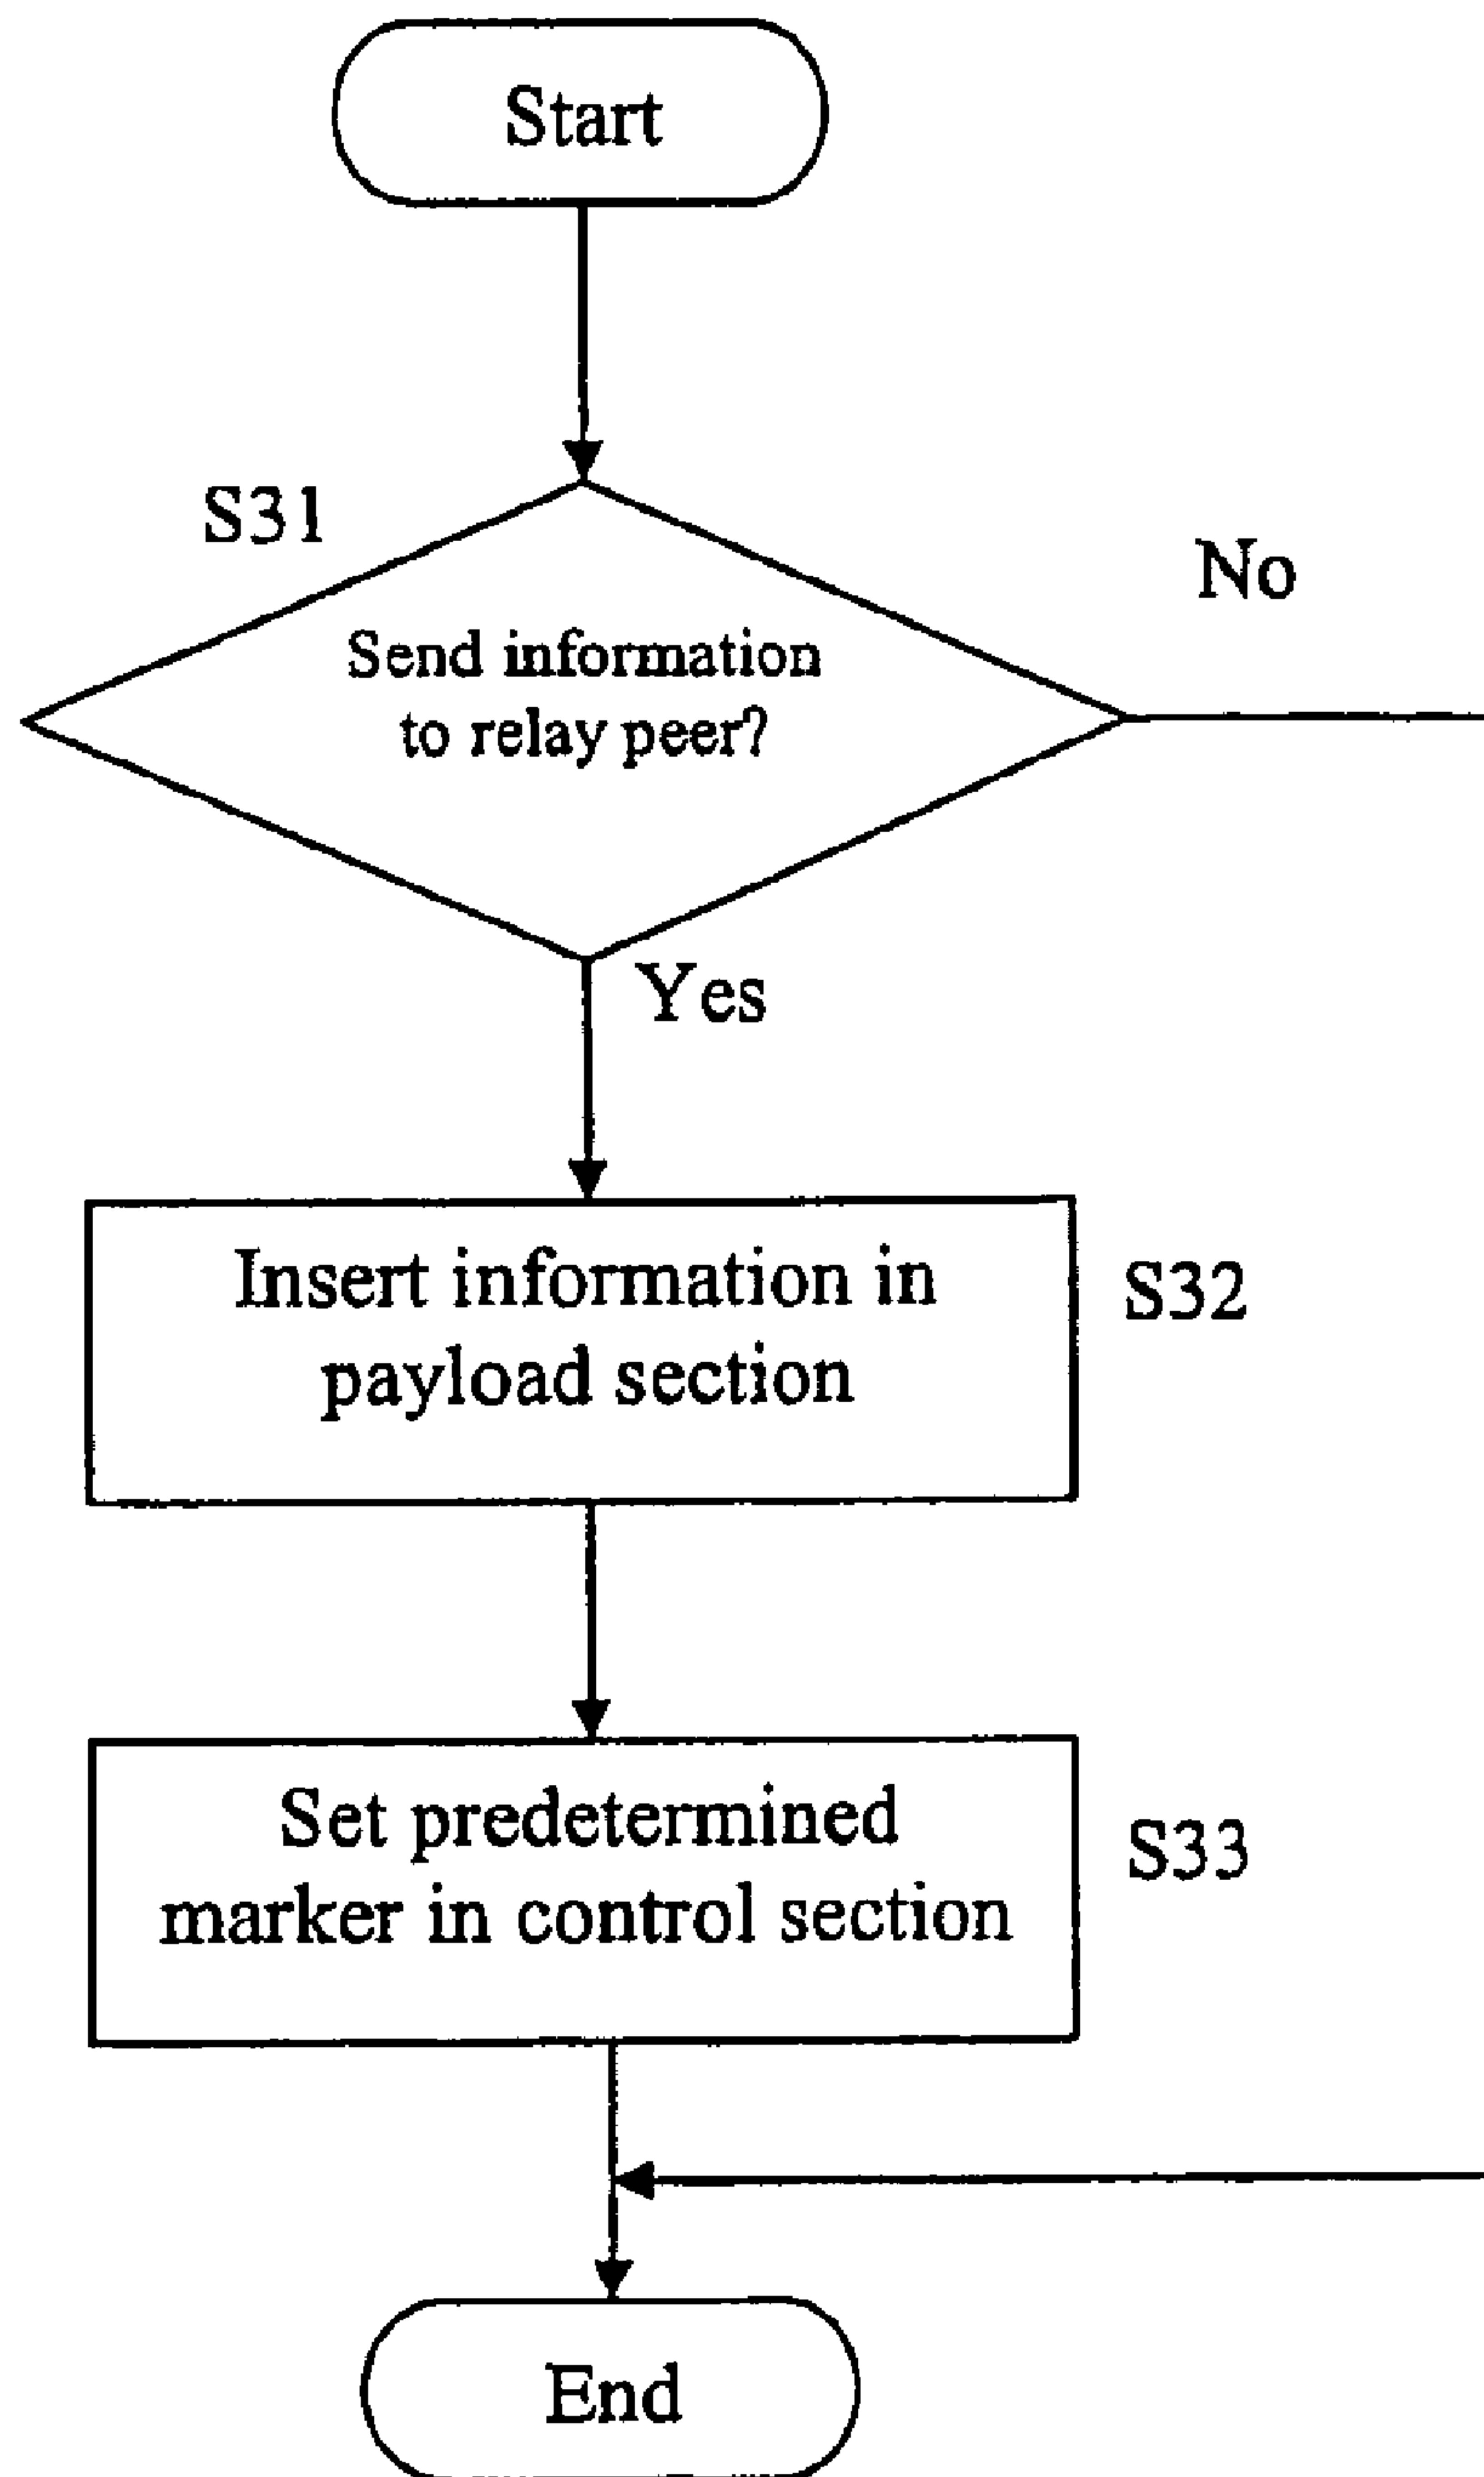 Start
S31
No
Send information
to relay peer?
Yes
Insert information in
payload section
S32
Set predetermined
marker in control section
S33
End